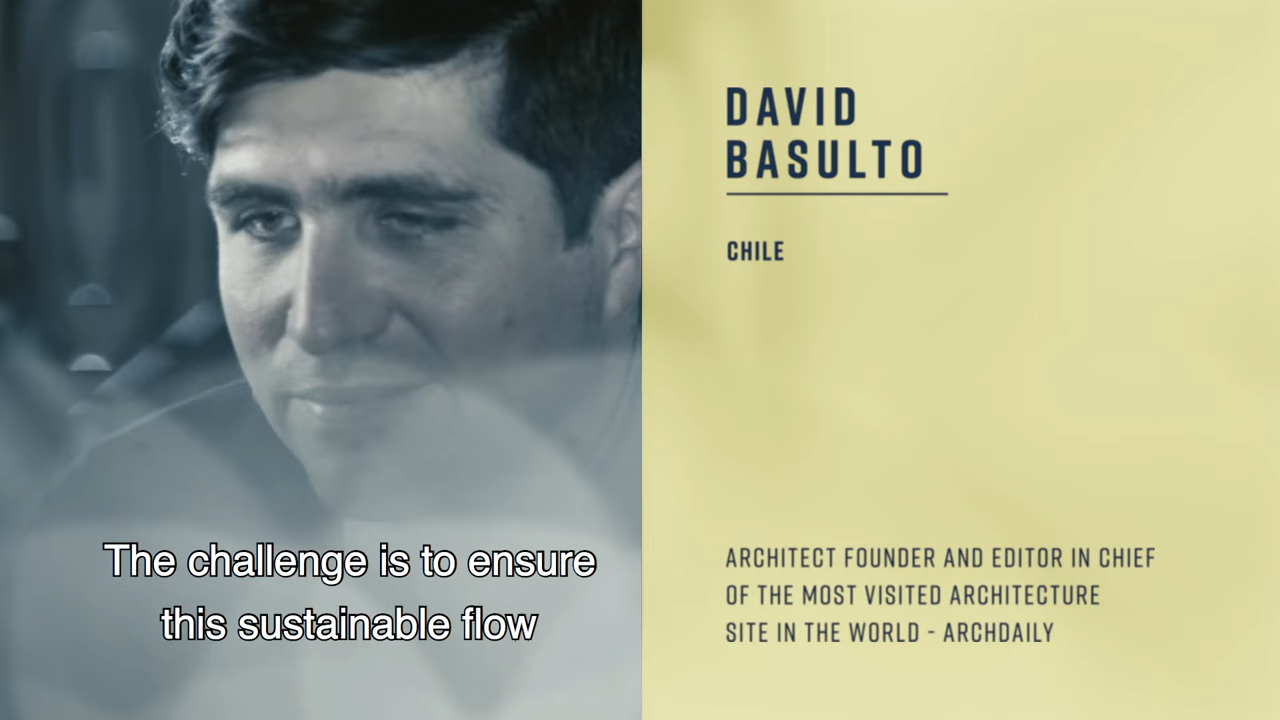 DAVID
BASULTO
CHILE
ARCHITECT FOUNDER AND EDITOR IN CHIEF
OF THE MOST VISITED ARCHITECTURE
SITE IN THE WORLD - ARCHDAILY
The challenge is to ensure
this sustainable flow